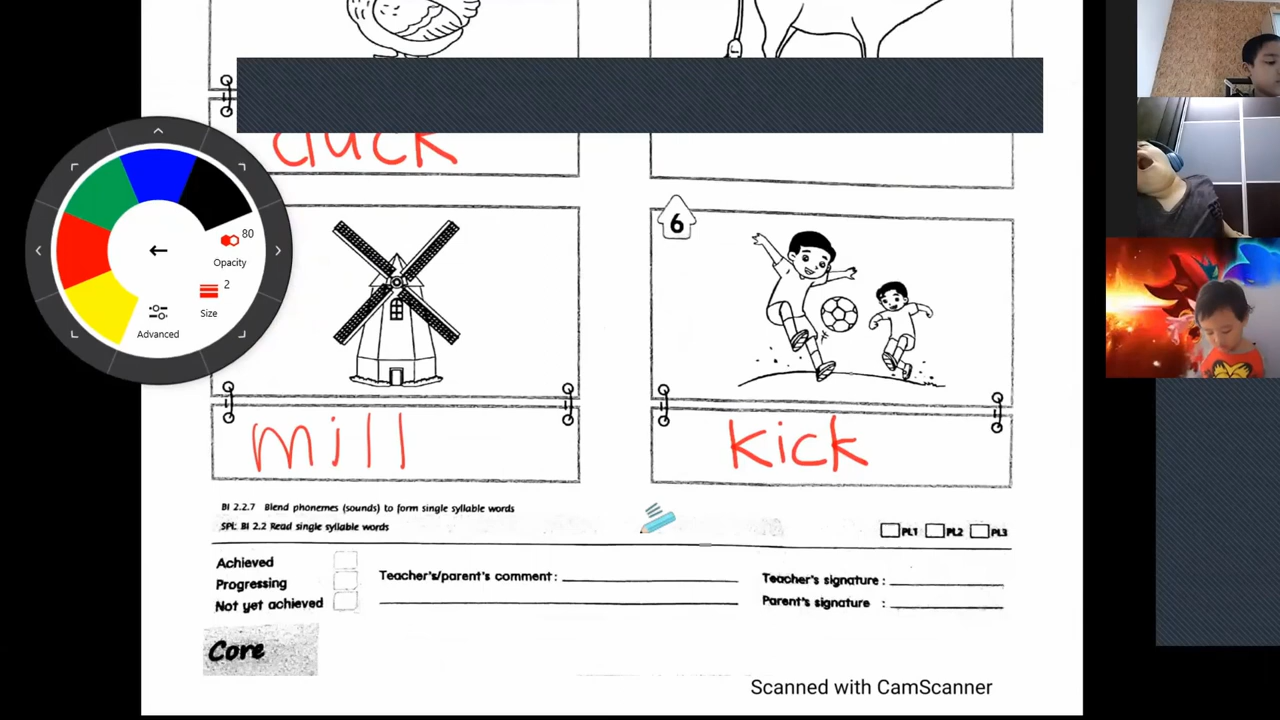 cluck
80
Opacity
2
Size
Advanced
6
mill
kick
BI 2.2.7 Blend phonemes (sounds) to form single syllable words
SPL BI 2.2 Read single syllable words
PL1 PL2 PL3
Achieved
Progressing
Not yet achieved
Teacher's/parent's comment :
Teacher's signature :
Parent's signature :
Core
Scanned with CamScanner